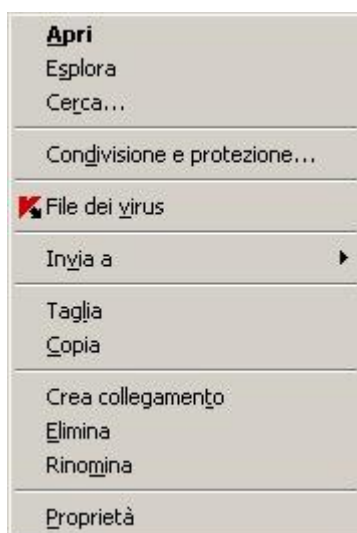 Apri
Esplora
Cerca...
Condivisione e protezione...
File dei virus
Invia a
Taglia
Copia
Crea collegamento
Elimina
Rinomina
Proprietà